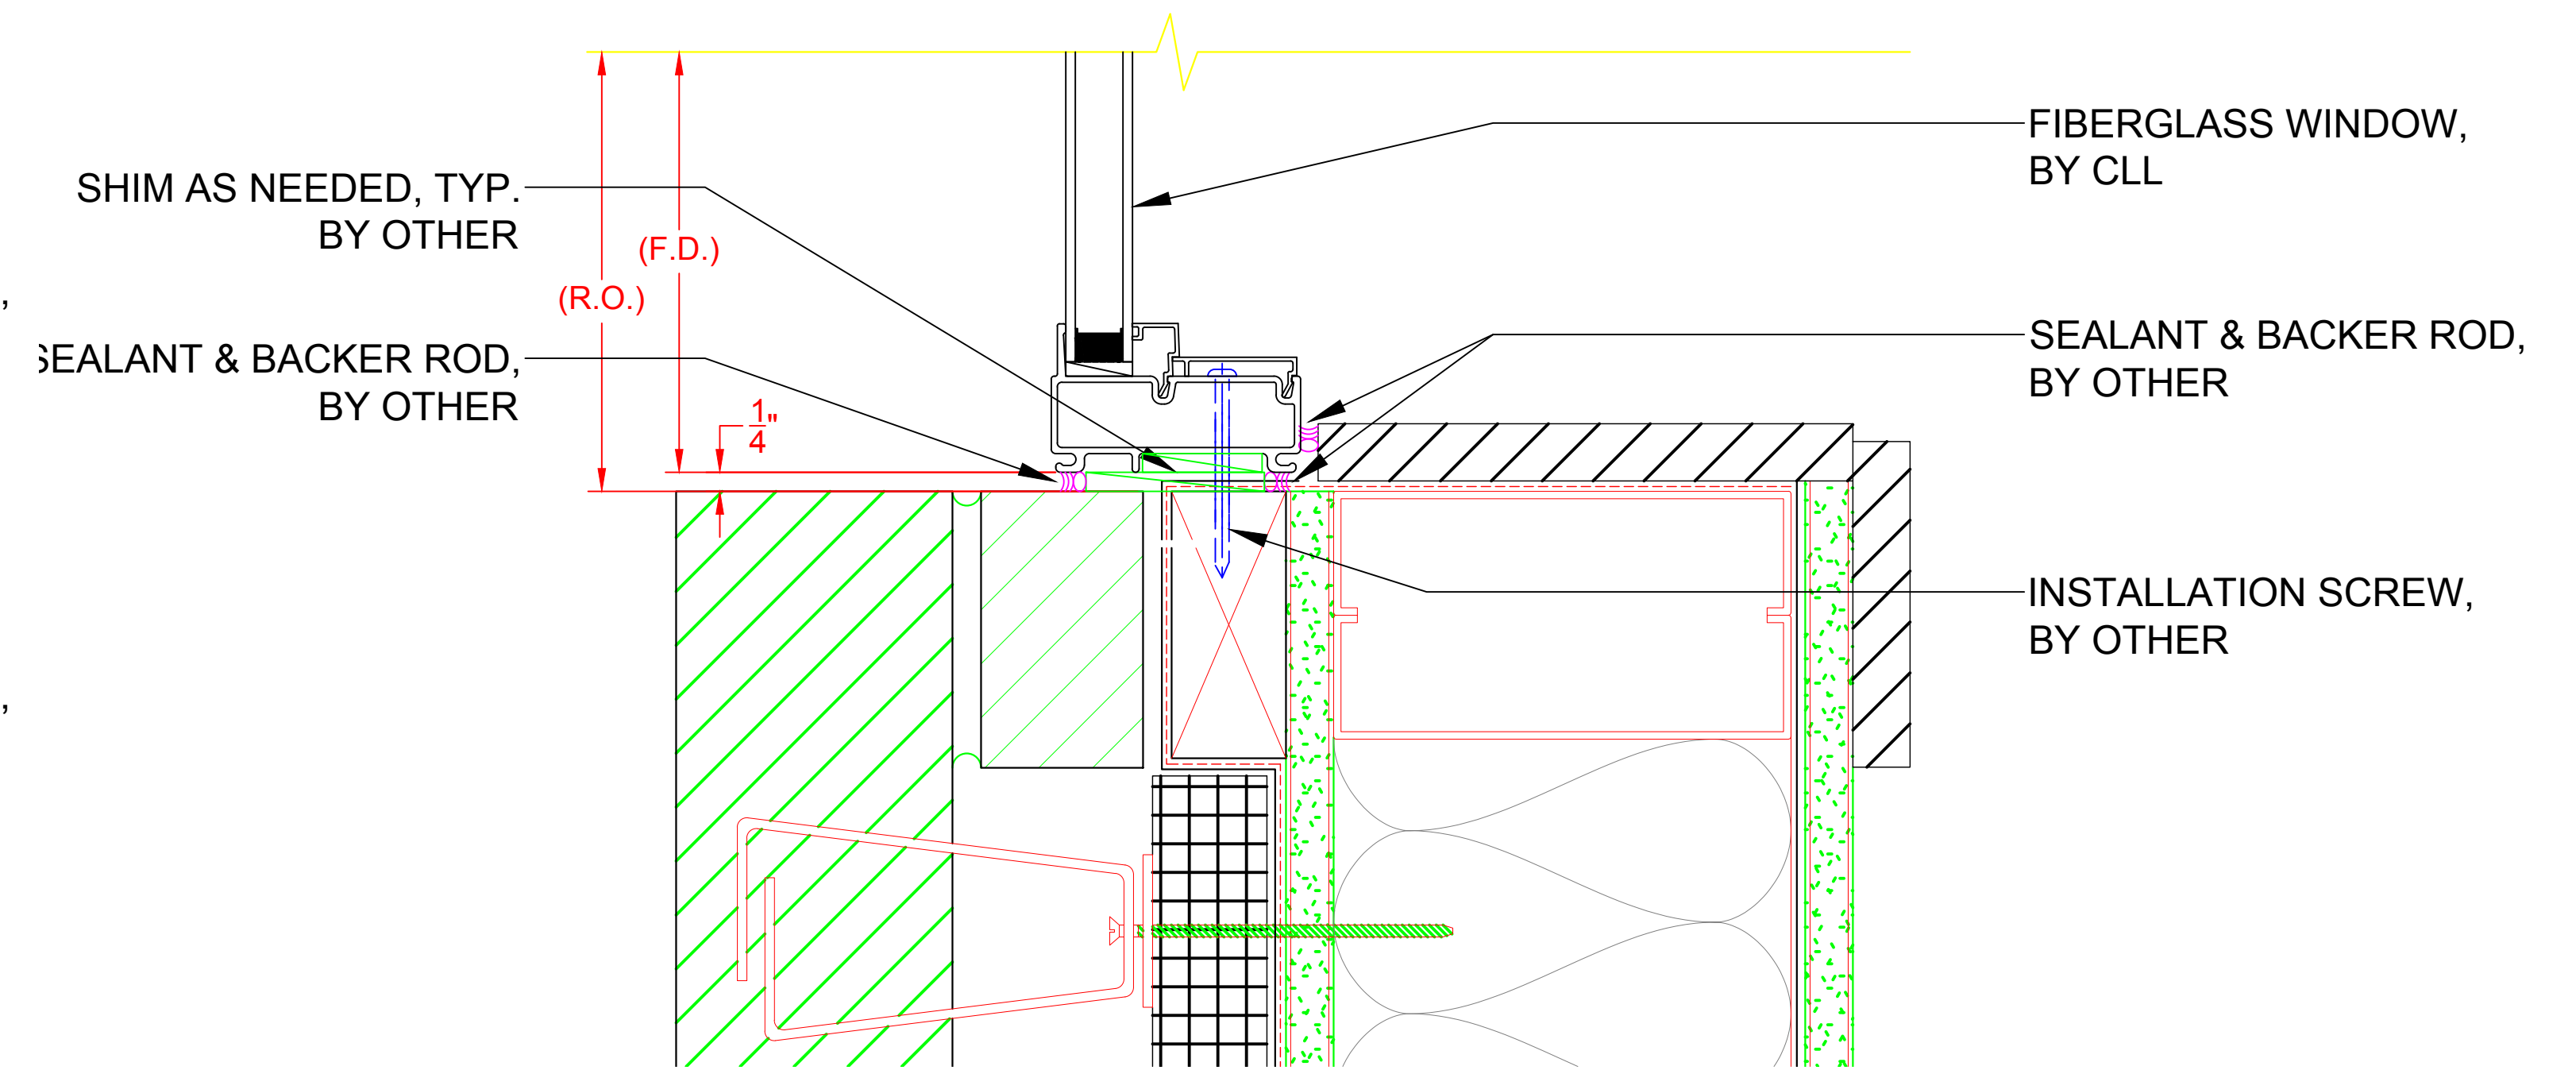 FIBERGLASS WINDOW,
BY CLL
SHIM AS NEEDED, TYP.
BY OTHER
(F.D.)
(R.O.)
,
SEALANT & BACKER ROD,
BY OTHER
SEALANT & BACKER ROD,
BY OTHER
1/4"
INSTALLATION SCREW,
BY OTHER
,